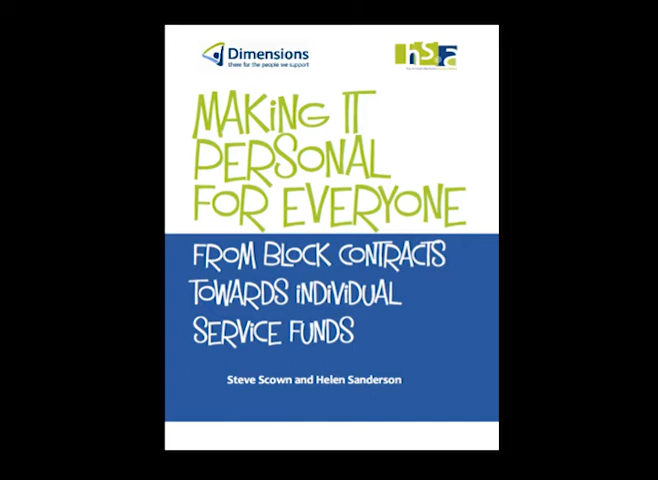 Dimensions
there for the people we support
hsa
MAKING IT
PERSONAL
FOR EVERYONE
FROM BLOCK CONTRACTS
TOWARDS INDIVIDUAL
SERVICE FUNDS
Steve Scown and Helen Sanderson